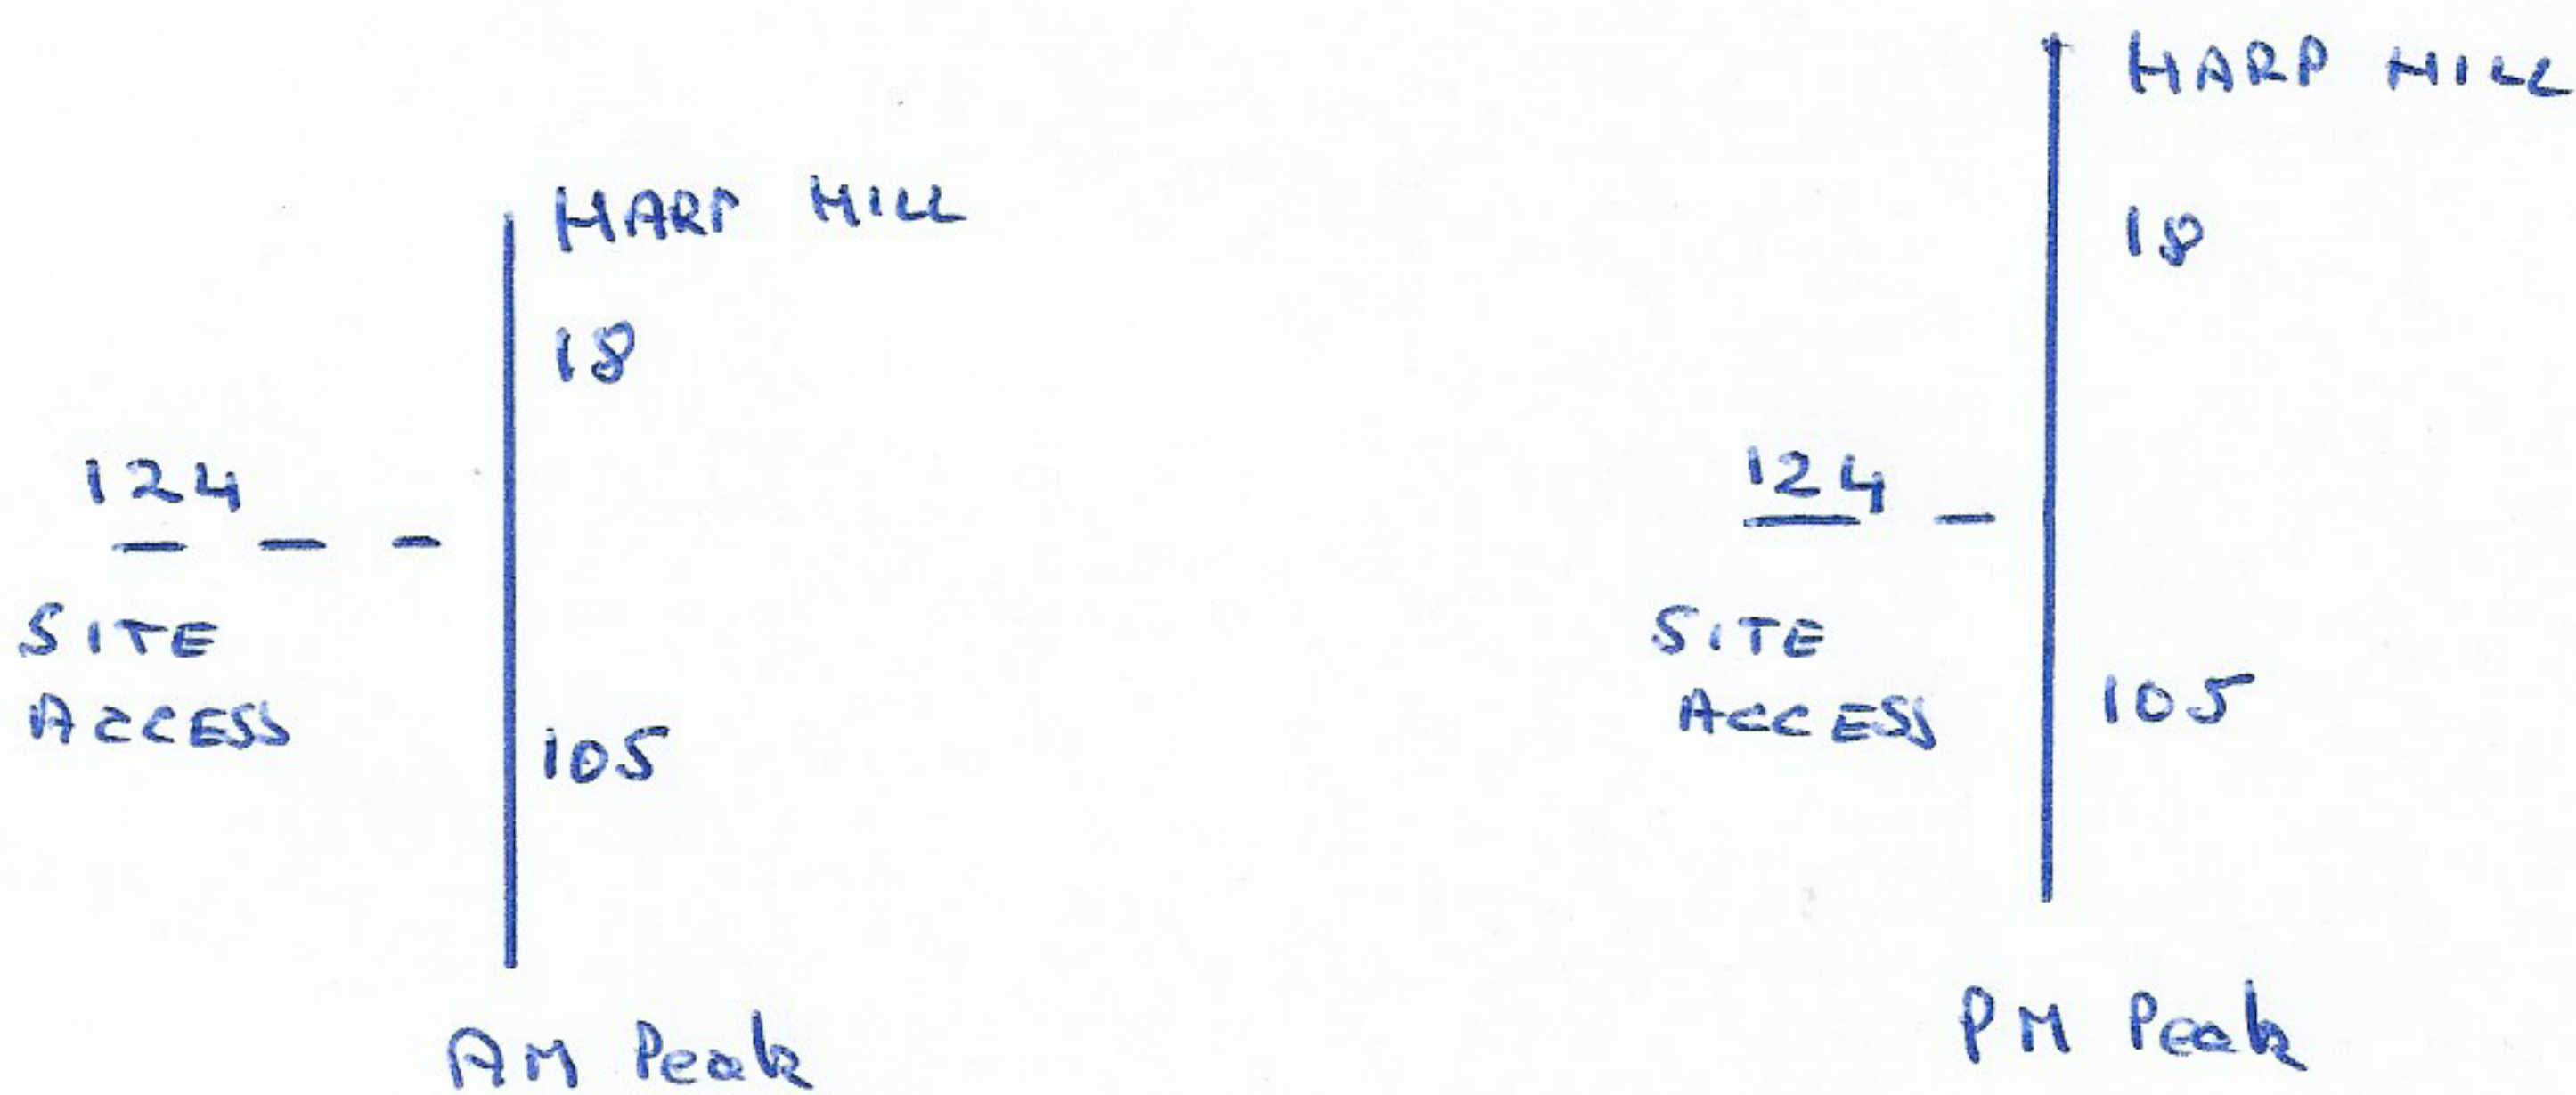 HARP HILL
18
124
SITE
ACCESS
105
AM Peak
HARP HILL
18
124
SITE
ACCESS
105
PM Peak